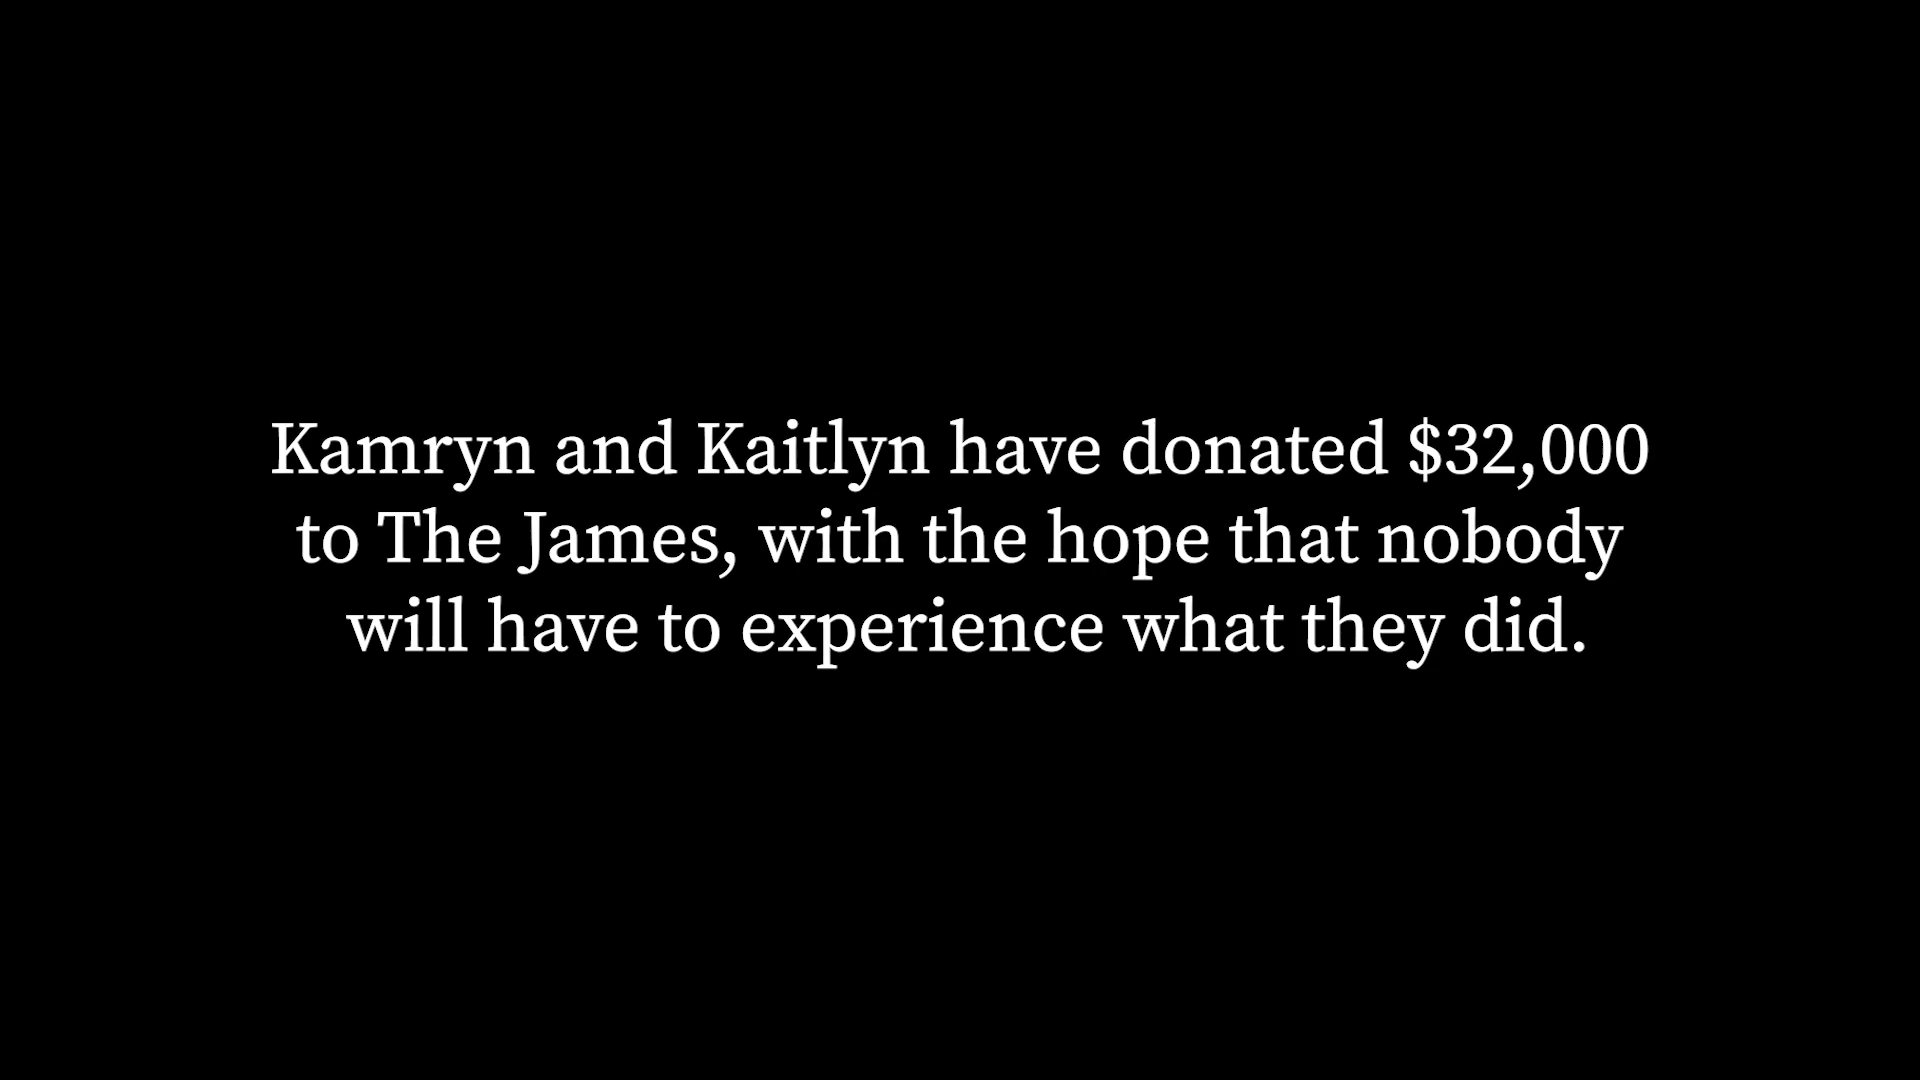 Kamryn and Kaitlyn have donated $32,000
to The James, with the hope that nobody
will have to experience what they did.